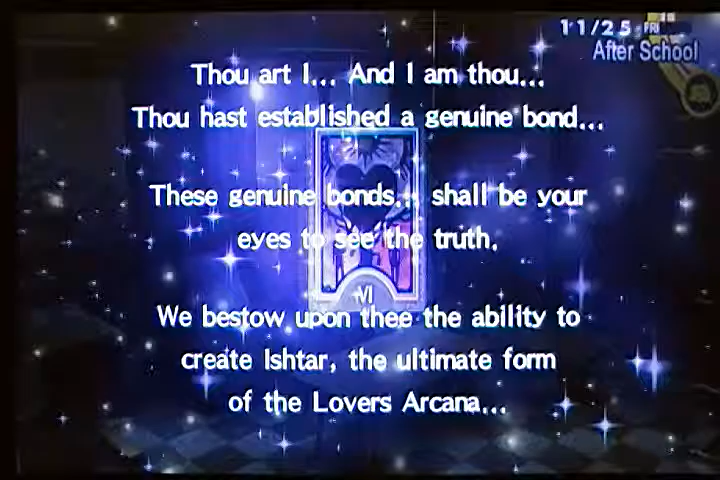 11/25 FRI
After School
Thou art I... And I am thou...
Thou hast established a genuine bond...
These genuine bonds... shall be your
eyes to see the truth.
VI
We bestow upon thee the ability to
create Ishtar, the ultimate form
of the Lovers Arcana...